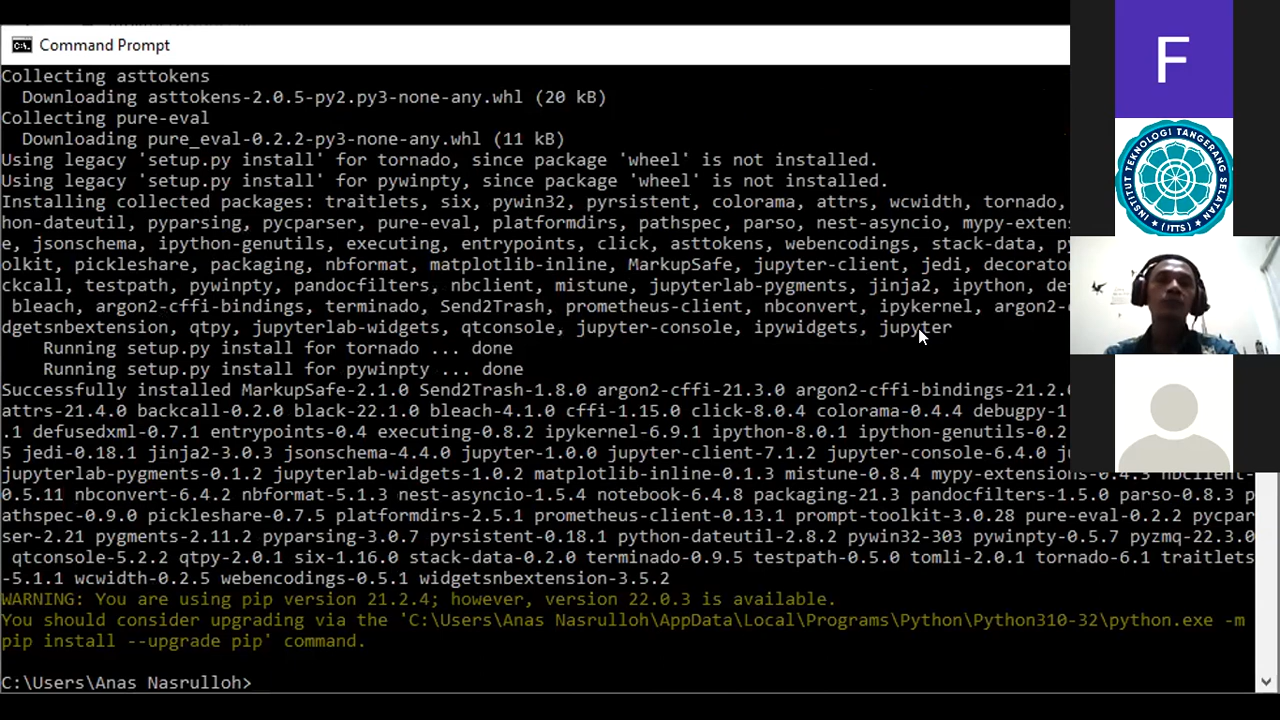 Command Prompt
Collecting asttokens
Downloading asttokens-2.0.5-py2.py3-none-any.whl (20 kB)
Collecting pure-eval
Downloading pure_eval-0.2.2-py3-none-any.whl (11 kB)
Using legacy 'setup.py install' for tornado, since package 'wheel' is not installed.
Using legacy 'setup.py install' for pywinpty, since package 'wheel' is not installed.
Installing collected packages: traitlets, six, pywin32, pyrsistent, colorama, attrs, wcwidth, tornado,
hon-dateutil, pyparsing, pycparser, pure-eval, platformdirs, pathspec, parso, nest-asyncio, mypy-exten
e, jsonschema, ipython-genutils, executing, entrypoints, click, asttokens, webencodings, stack-data,
olkit, pickleshare, packaging, nbformat, matplotlib-inline, MarkupSafe, jupyter-client, jedi, decorato
ckcall, testpath, pywinpty, pandocfilters, nbclient, mistune, jupyterlab-pygments, jinja2, ipython, de
bleach, argon2-cffi-bindings, terminado, Send2Trash, prometheus-client, nbconvert, ipykernel, argon2-
dgetsnbextension, qtpy, jupyterlab-widgets, qtconsole, jupyter-console, ipywidgets, jupyter
Running setup.py install for tornado ... done
Running setup.py install for pywinpty ... done
Successfully installed MarkupSafe-2.1.0 Send2Trash-1.8.0 argon2-cffi-21.3.0 argon2-cffi-bindings-21.2.
attrs-21.4.0 backcall-0.2.0 black-22.1.0 bleach-4.1.0 cffi-1.15.0 click-8.0.4 colorama-0.4.4 debugpy-1
.1 defusedxml-0.7.1 entrypoints-0.4 executing-0.8.2 ipykernel-6.9.1 ipython-8.0.1 ipython-genutils-0.2
5 jedi-0.18.1 jinja2-3.0.3 jsonschema-4.4.0 jupyter-1.0.0 jupyter-client-7.1.2 jupyter-console-6.4.0
jupyterlab-pygments-0.1.2 jupyterlab-widgets-1.0.2 matplotlib-inline-0.1.3 mistune-0.8.4 mypy-extensions-0.4.3 nbclient-
0.5.11 nbconvert-6.4.2 nbformat-5.1.3 nest-asyncio-1.5.4 notebook-6.4.8 packaging-21.3 pandocfilters-1.5.0 parso-0.8.3 p
athspec-0.9.0 pickleshare-0.7.5 platformdirs-2.5.1 prometheus-client-0.13.1 prompt-toolkit-3.0.28 pure-eval-0.2.2 pycpar
ser-2.21 pygments-2.11.2 pyparsing-3.0.7 pyrsistent-0.18.1 python-dateutil-2.8.2 pywin32-303 pywinpty-0.5.7 pyzmq-22.3.0
qtconsole-5.2.2 qtpy-2.0.1 six-1.16.0 stack-data-0.2.0 terminado-0.9.5 testpath-0.5.0 tomli-2.0.1 tornado-6.1 traitlets
-5.1.1 wcwidth-0.2.5 webencodings-0.5.1 widgetsnbextension-3.5.2
WARNING: You are using pip version 21.2.4; however, version 22.0.3 is available.
You should consider upgrading via the 'C:\Users\Anas Nasrulloh\AppData\Local\Programs\Python\Python310-32\python.exe -m
pip install --upgrade pip' command.
C:\Users\Anas Nasrulloh>
F
INSTITUT TEKNOLOGI TANGERANG SELATAN
(ITTS)